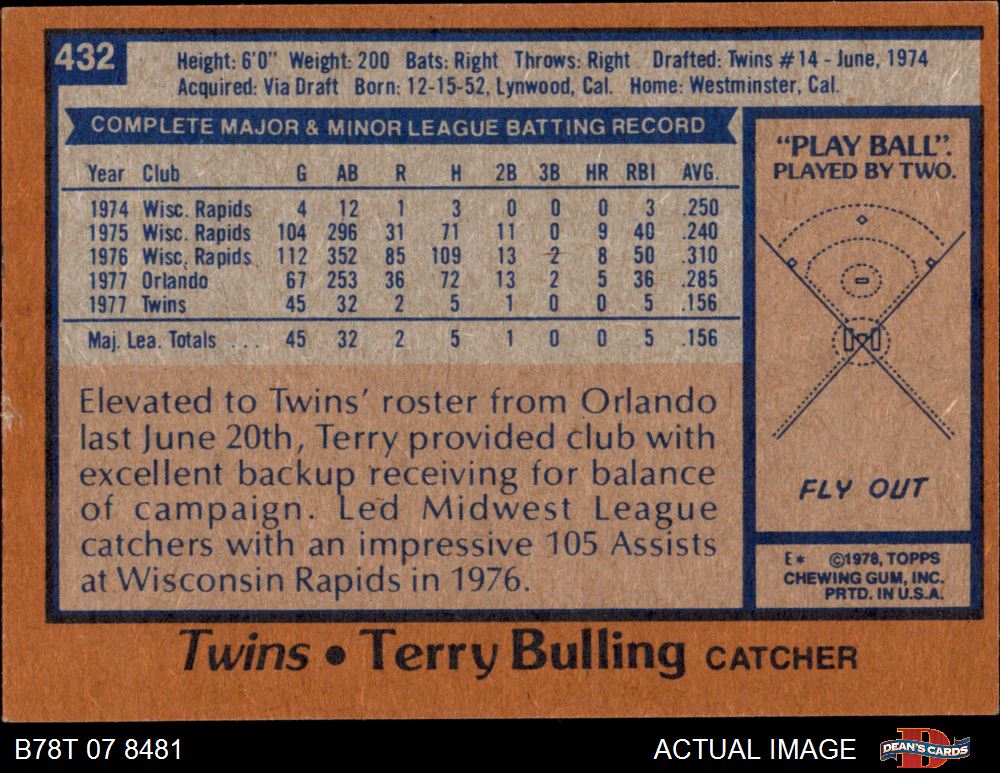 432
Height: 6'0" Weight: 200 Bats: Right Throws: Right Drafted: Twins #14 - June, 1974
Acquired: Via Draft Born: 12-15-52, Lynwood, Cal. Home: Westminster, Cal.
COMPLETE MAJOR & MINOR LEAGUE BATTING RECORD
Year Club G AB R H 2B 3B HR RBI AVG.
1974 Wisc. Rapids 4 12 1 3 0 0 0 3 .250
1975 Wisc. Rapids 104 296 31 71 11 0 9 40 .240
1976 Wisc. Rapids 112 352 85 109 13 2 8 50 .310
1977 Orlando 67 253 36 72 13 2 5 36 .285
1977 Twins 45 32 2 5 1 0 0 5 .156
Maj. Lea. Totals . . . 45 32 2 5 1 0 0 5 .156
Elevated to Twins' roster from Orlando
last June 20th, Terry provided club with
excellent backup receiving for balance
of campaign. Led Midwest League
catchers with an impressive 105 Assists
at Wisconsin Rapids in 1976.
"PLAY BALL".
PLAYED BY TWO.
FLY OUT
E* ©1978, TOPPS
CHEWING GUM, INC.
PRTD. IN U.S.A.
Twins • Terry Bulling CATCHER
B78T 07 8481
ACTUAL IMAGE
DEAN'S CARDS